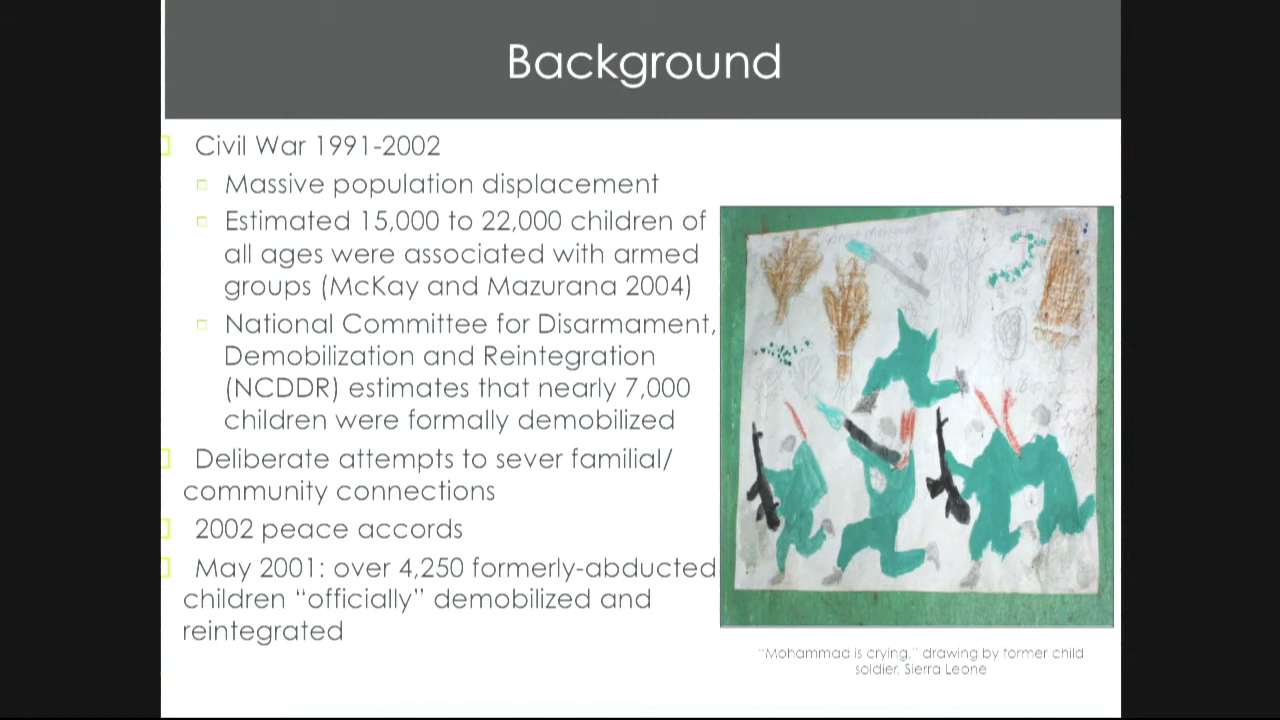 Background
Civil War 1991-2002
Massive population displacement
Estimated 15,000 to 22,000 children of
all ages were associated with armed
groups (McKay and Mazurana 2004)
National Committee for Disarmament,
Demobilization and Reintegration
(NCDDR) estimates that nearly 7,000
children were formally demobilized
Deliberate attempts to sever familial/
community connections
2002 peace accords
May 2001: over 4,250 formerly-abducted
children “officially” demobilized and
reintegrated
“Mohammad is crying,” drawing by former child
soldier, Sierra Leone